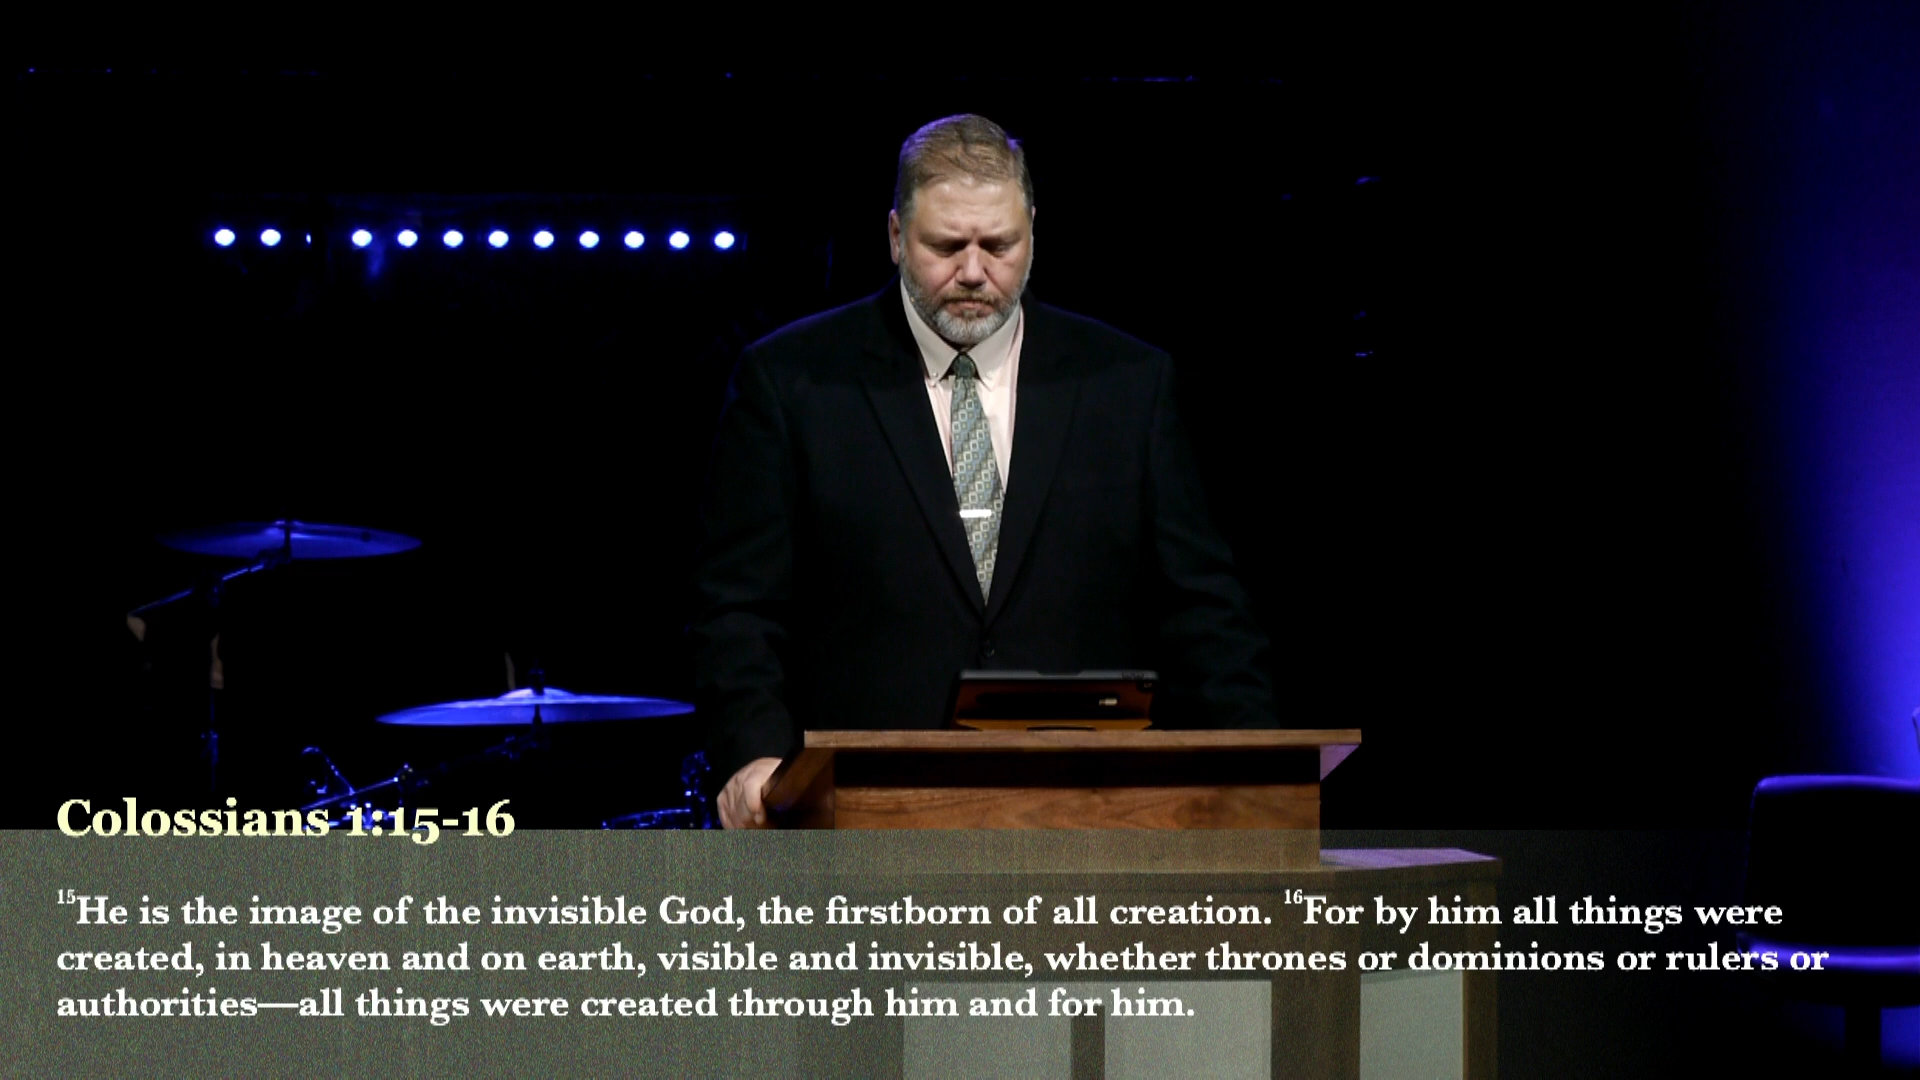 Colossians 1:15-16
15He is the image of the invisible God, the firstborn of all creation. 16For by him all things were
created, in heaven and on earth, visible and invisible, whether thrones or dominions or rulers or
authorities—all things were created through him and for him.